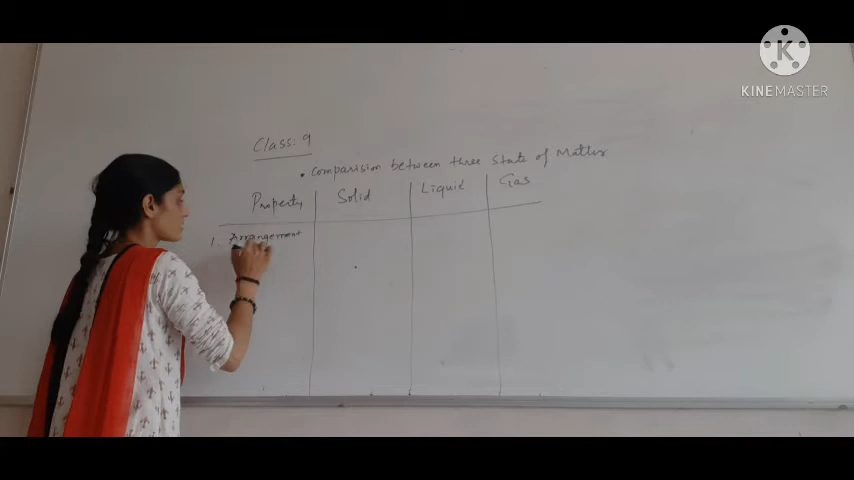 K
KINEMASTER
Class: 9
• Comparision between three state of Matter
Property Solid Liquid Gas
1. Arrangement